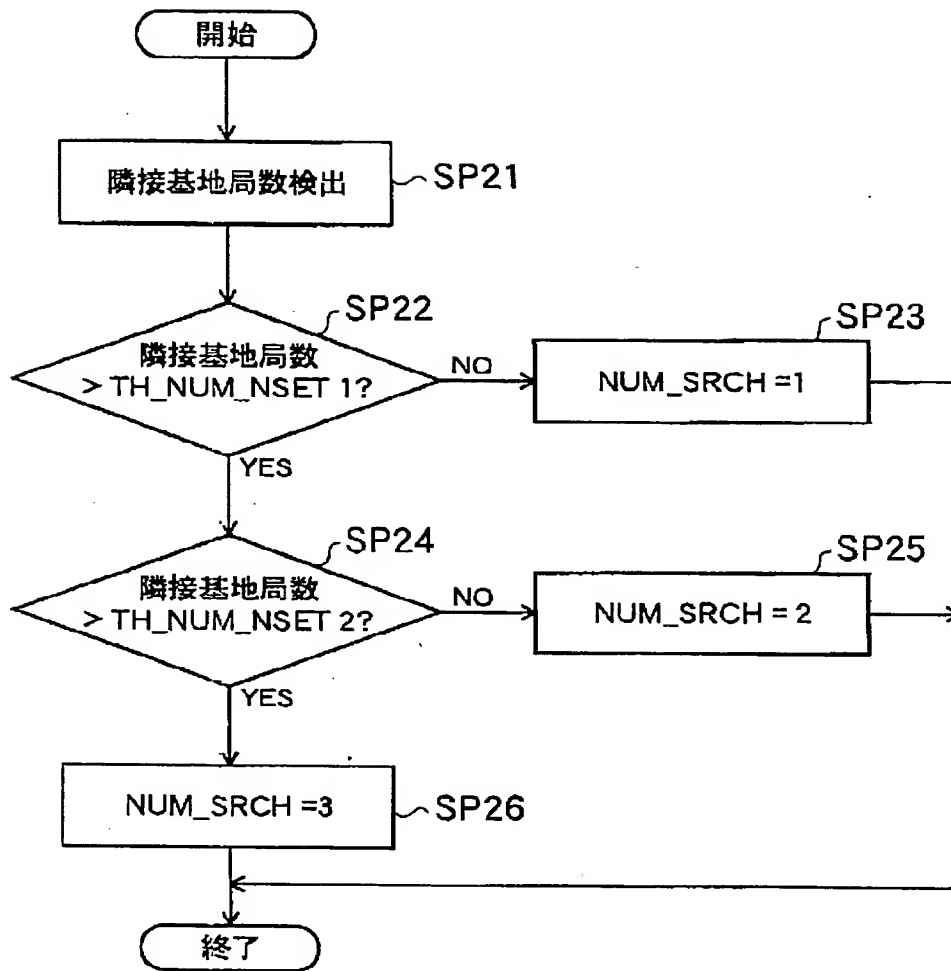 開始
隣接基地局数検出
SP21
SP22
隣接基地局数
> TH_NUM_NSET 1?
NO
YES
SP23
NUM_SRCH =1
SP24
隣接基地局数
> TH_NUM_NSET 2?
NO
YES
SP25
NUM_SRCH = 2
NUM_SRCH =3
SP26
終了